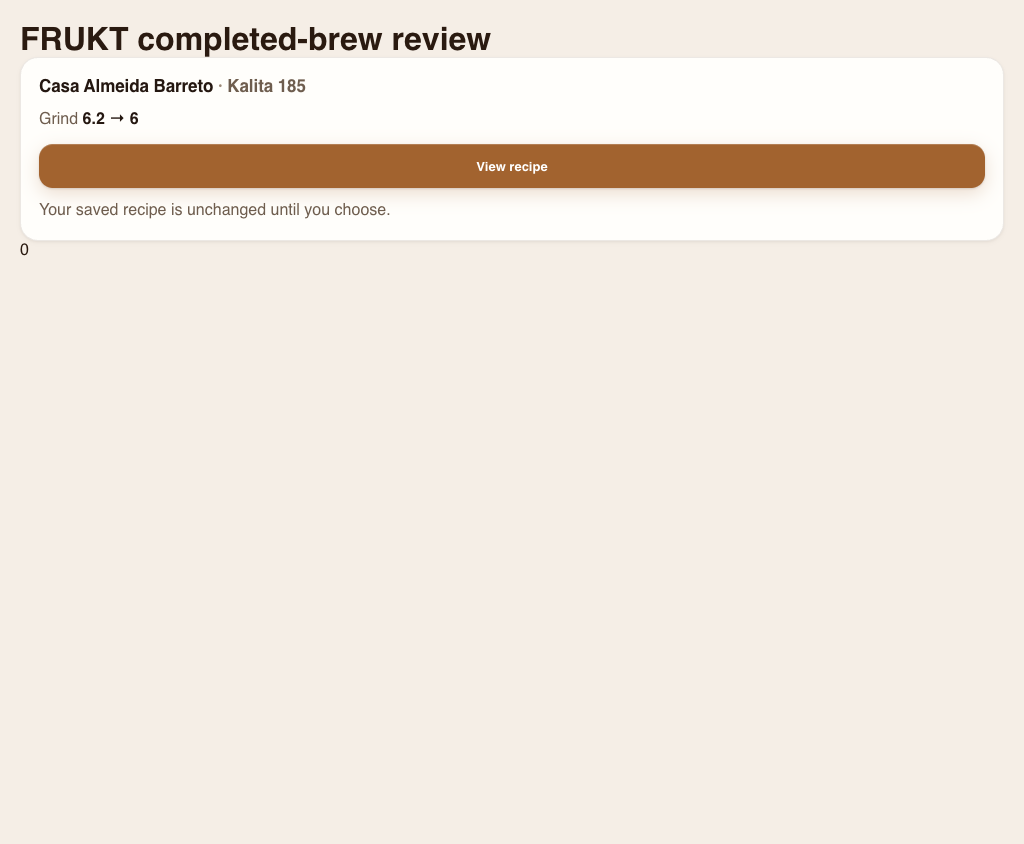 FRUKT completed-brew review
Casa Almeida Barreto · Kalita 185
Grind 6.2 → 6
View recipe
Your saved recipe is unchanged until you choose.
0